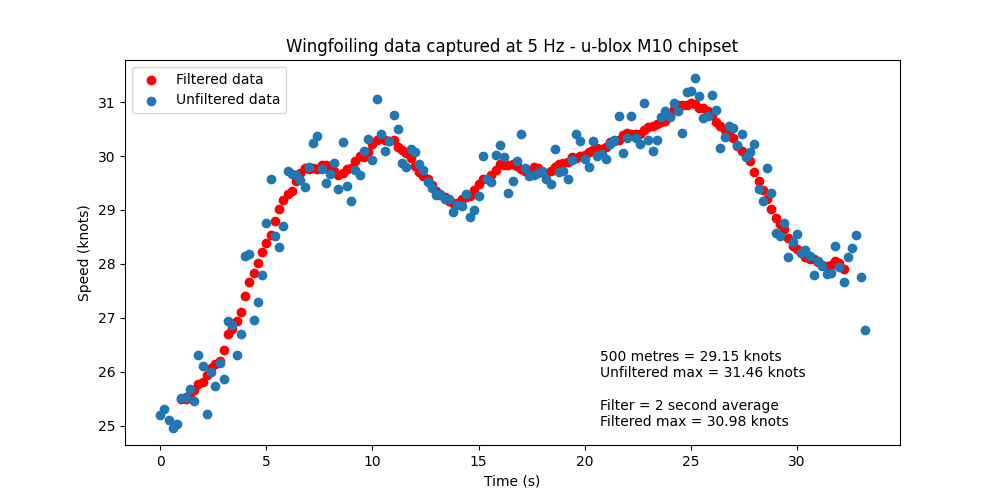 Wingfoiling data captured at 5 Hz - u-blox M10 chipset
Filtered data
Unfiltered data
31
30
29
28
27
26
25
Speed (knots)
500 metres = 29.15 knots
Unfiltered max = 31.46 knots
Filter = 2 second average
Filtered max = 30.98 knots
0 5 10 15 20 25 30
Time (s)